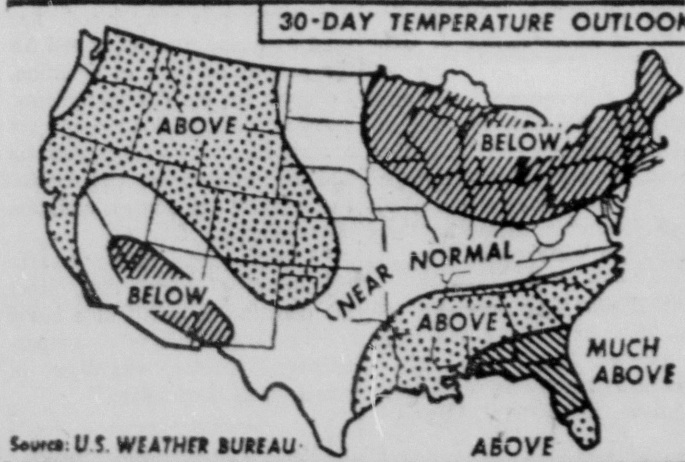 30-DAY TEMPERATURE OUTLOOK
ABOVE
BELOW
BELOW
NEAR NORMAL
ABOVE
MUCH
ABOVE
ABOVE
Source: U.S. WEATHER BUREAU